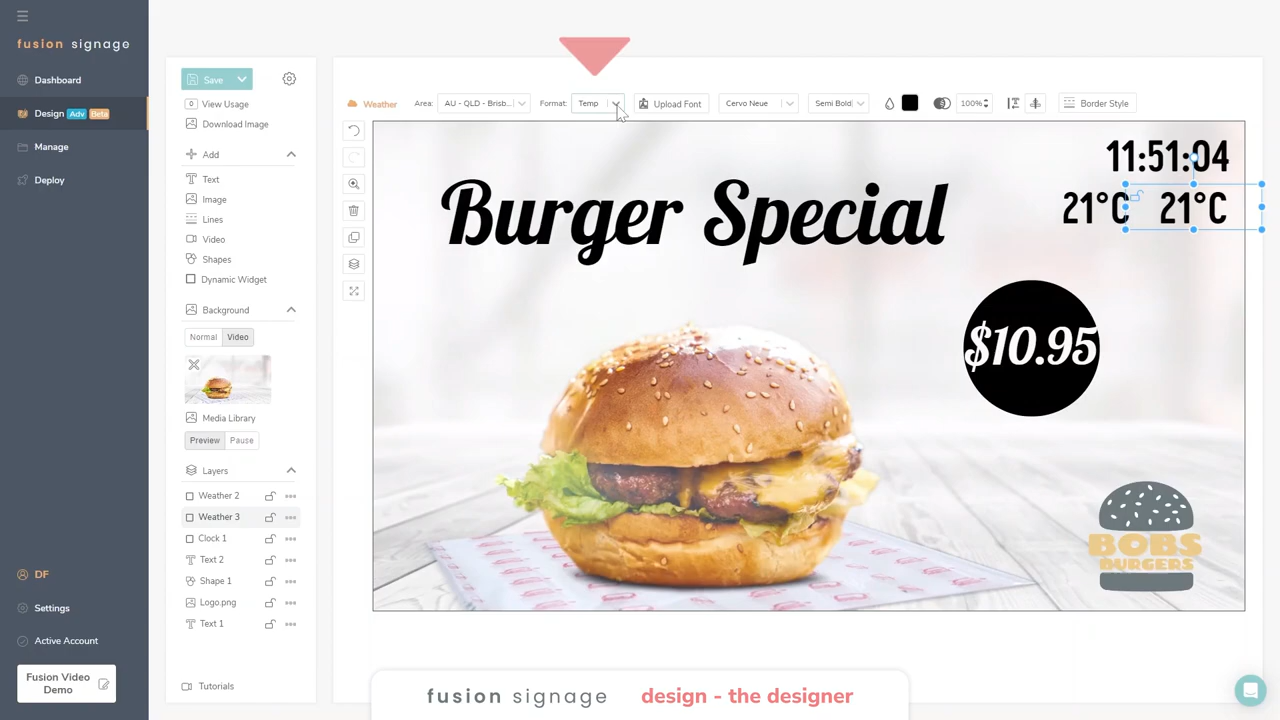 fusion signage
Dashboard
Design Adv Beta
Manage
Deploy
DF
Settings
Active Account
Fusion Video
Demo
Save
View Usage
Download Image
Add
Text
Image
Lines
Video
Shapes
Dynamic Widget
Background
Normal Video
Media Library
Preview Pause
Layers
Weather 2
Weather 3
Clock 1
Text 2
Shape 1
Logo.png
Text 1
Tutorials
Weather Area: AU - QLD - Brisb... Format: Temp Upload Font Cervo Neue Semi Bold 100% Border Style
11:51:04
21°C 21°C
Burger Special
$10.95
BOBS
BURGERS
fusion signage design - the designer